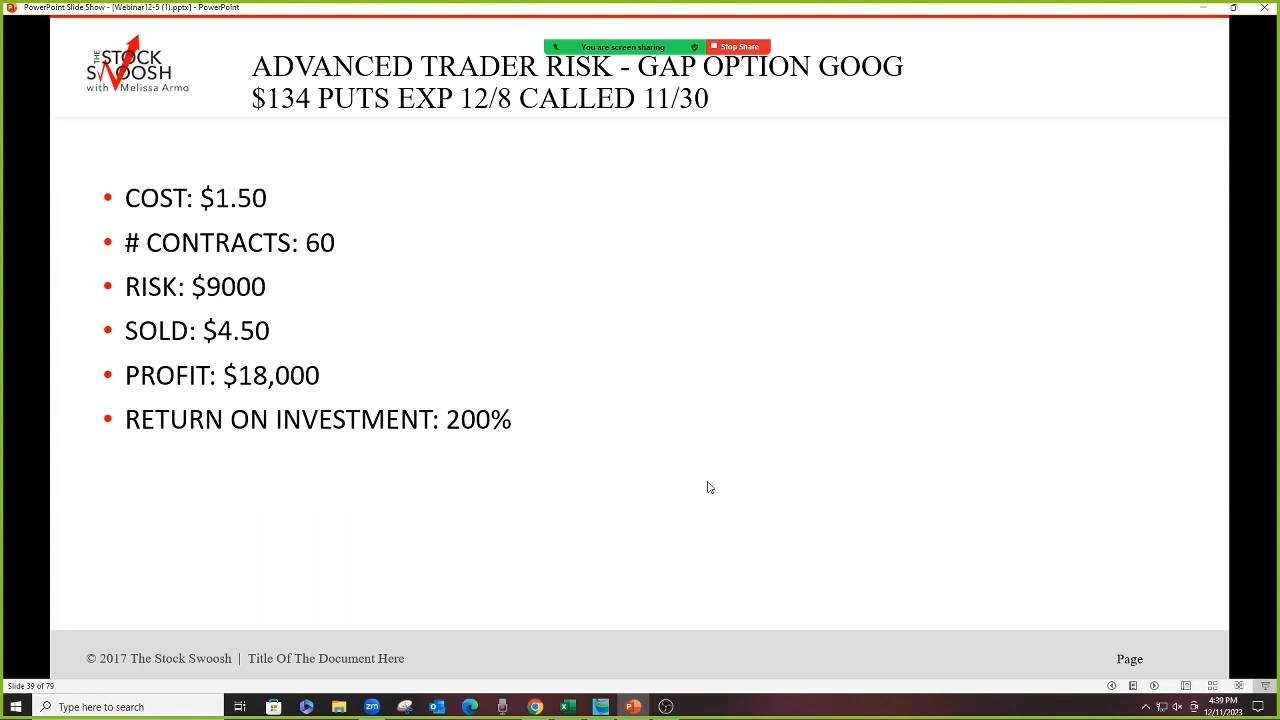 PowerPoint Slide Show - [Webinar12-5 (1).pptx] - PowerPoint
You are screen sharing
Stop Share
THE
STOCK
SWOOSH
with Melissa Armo
ADVANCED TRADER RISK - GAP OPTION GOOG
$134 PUTS EXP 12/8 CALLED 11/30
• COST: $1.50
• # CONTRACTS: 60
• RISK: $9000
• SOLD: $4.50
• PROFIT: $18,000
• RETURN ON INVESTMENT: 200%
© 2017 The Stock Swoosh | Title Of The Document Here
Page
Slide 39 of 79
Type here to search
4:39 PM
12/11/2023